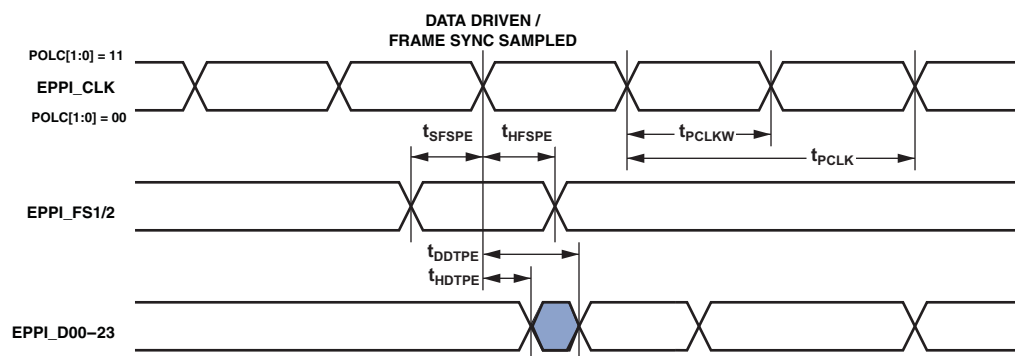 DATA DRIVEN /
FRAME SYNC SAMPLED
POLC[1:0] = 11
EPPI_CLK
POLC[1:0] = 00
tSFSPE
tHFSPE
tPCLKW
tPCLK
EPPI_FS1/2
tDDTPE
tHDTPE
EPPI_D00–23